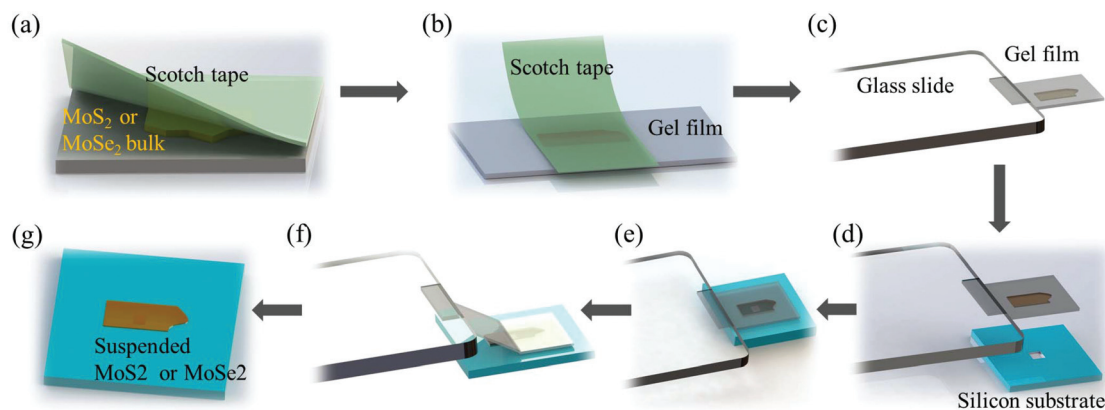 (a)
Scotch tape
MoS₂ or
MoSe₂ bulk
(b)
Scotch tape
Gel film
(c)
Gel film
Glass slide
(g)
Suspended
MoS2 or MoSe2
(f)
(e)
(d)
Silicon substrate